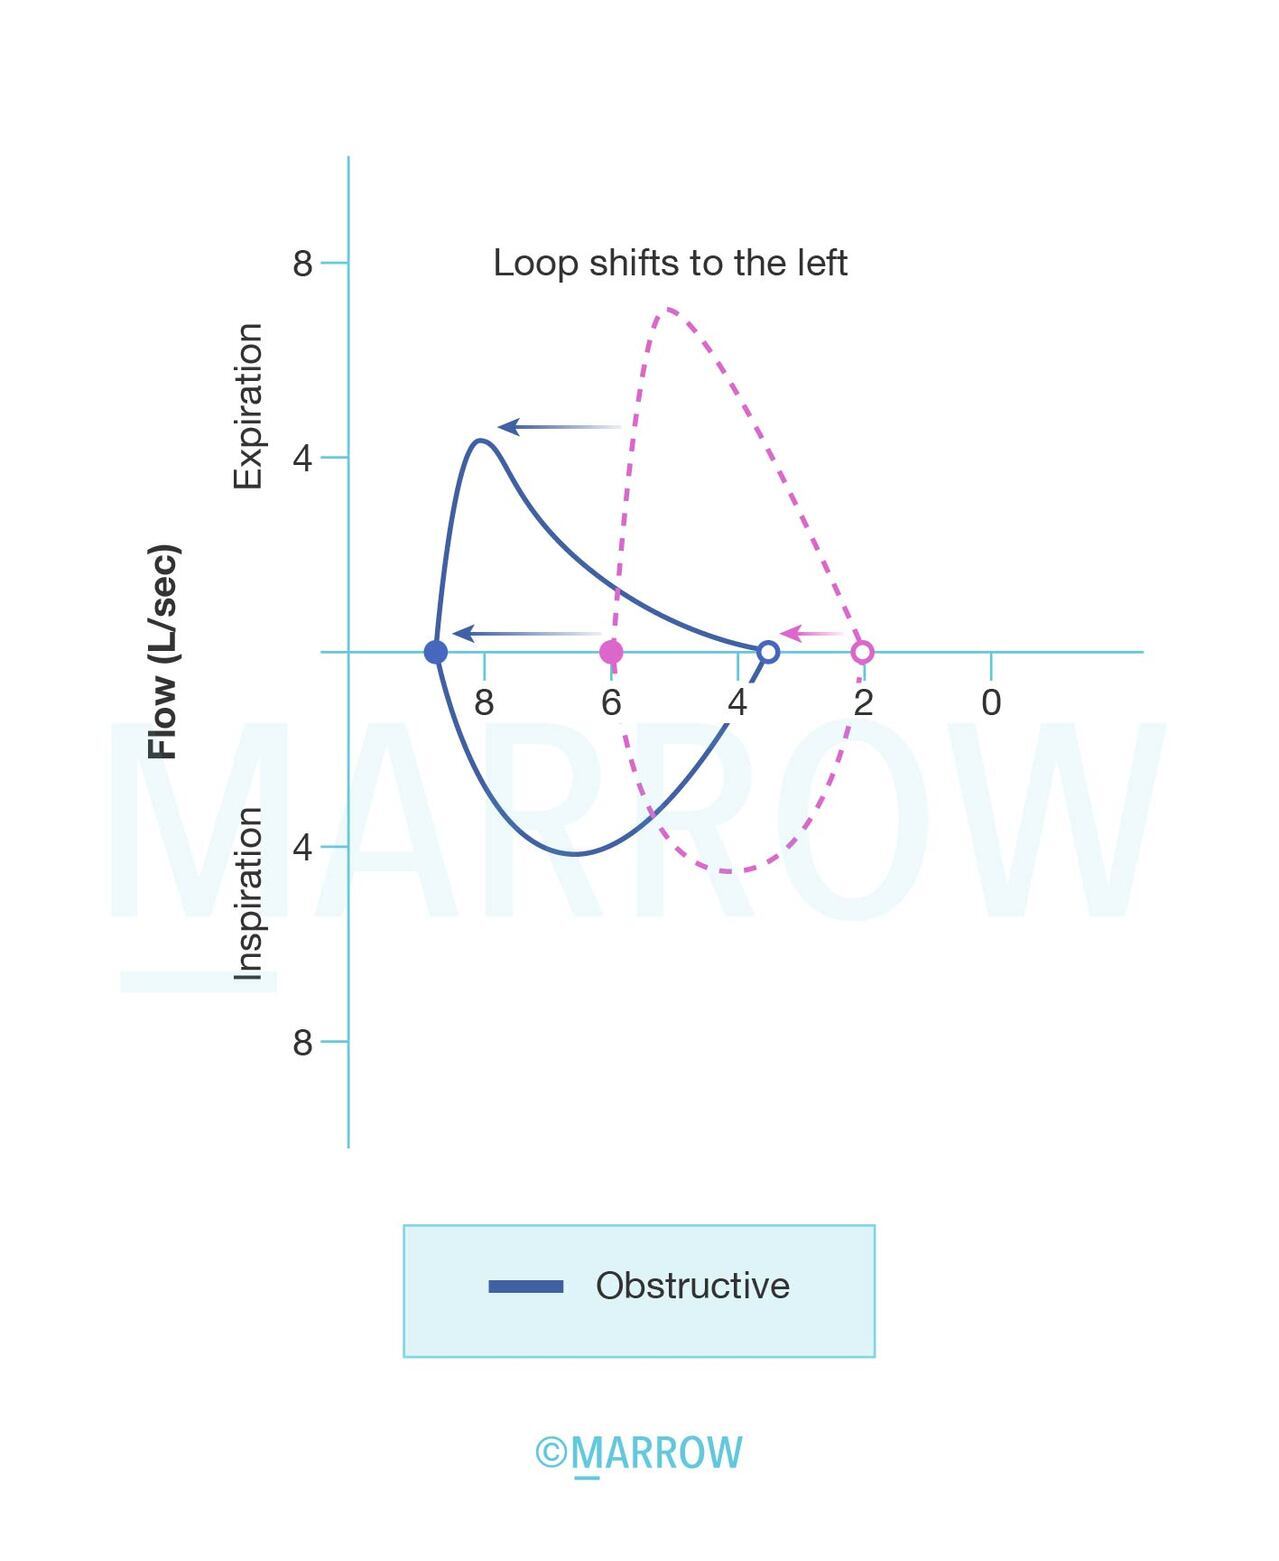 Loop shifts to the left
8
4
4
8
Expiration
Flow (L/sec)
Inspiration
8 6 4 2 0
MARROW
Obstructive
©MARROW